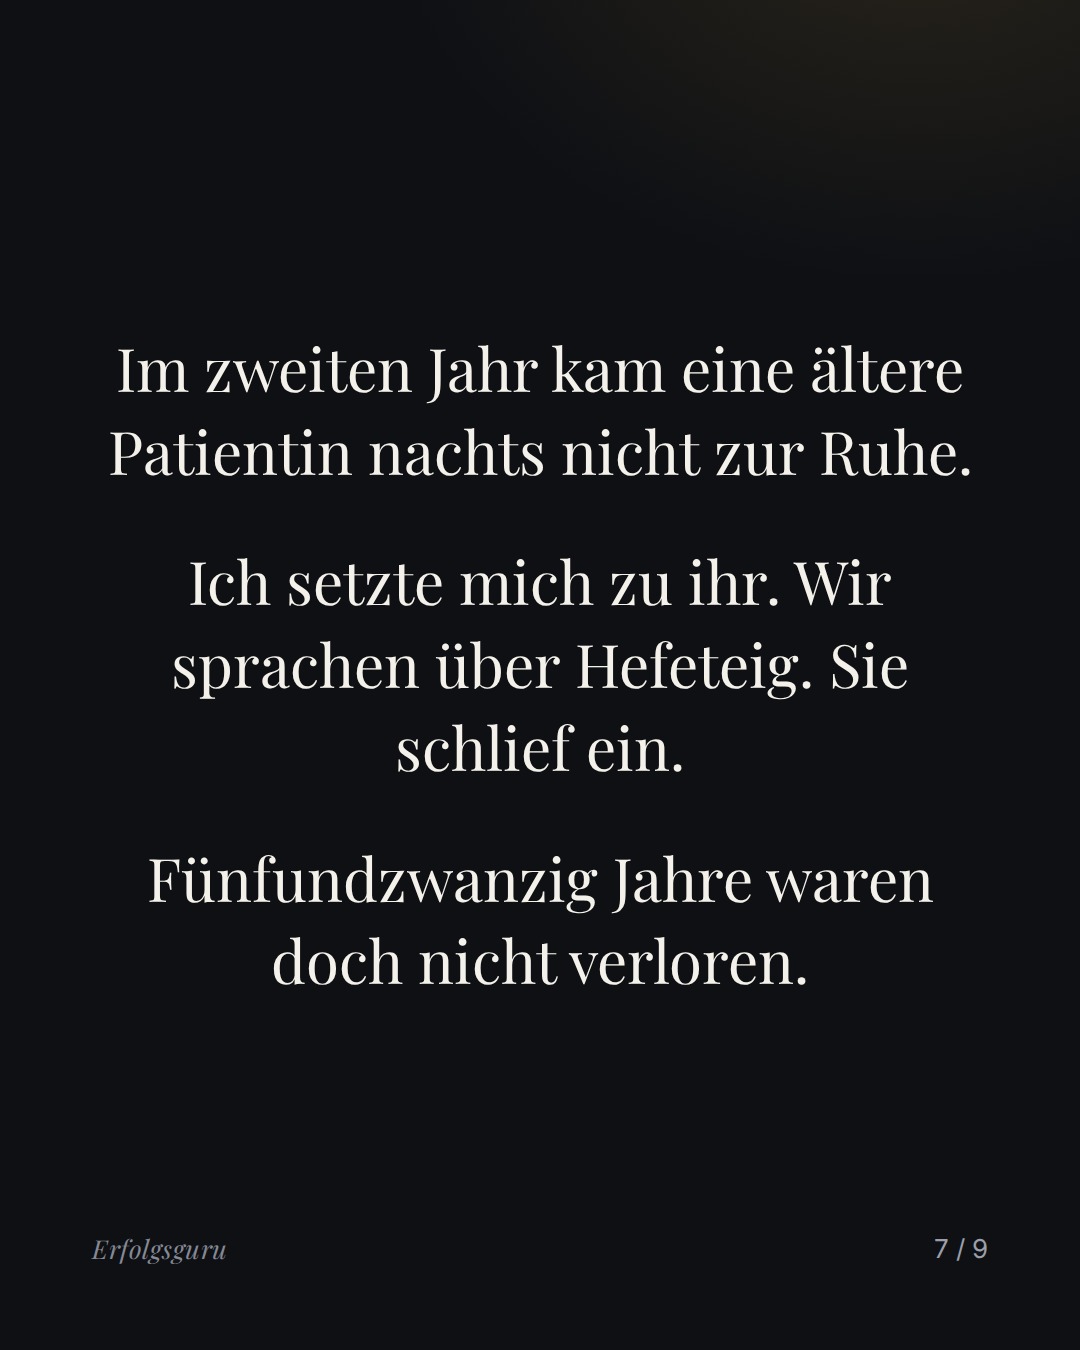 Im zweiten Jahr kam eine ältere
Patientin nachts nicht zur Ruhe.
Ich setzte mich zu ihr. Wir
sprachen über Hefeteig. Sie
schlief ein.
Fünfundzwanzig Jahre waren
doch nicht verloren.
Erfolgsguru
7 / 9